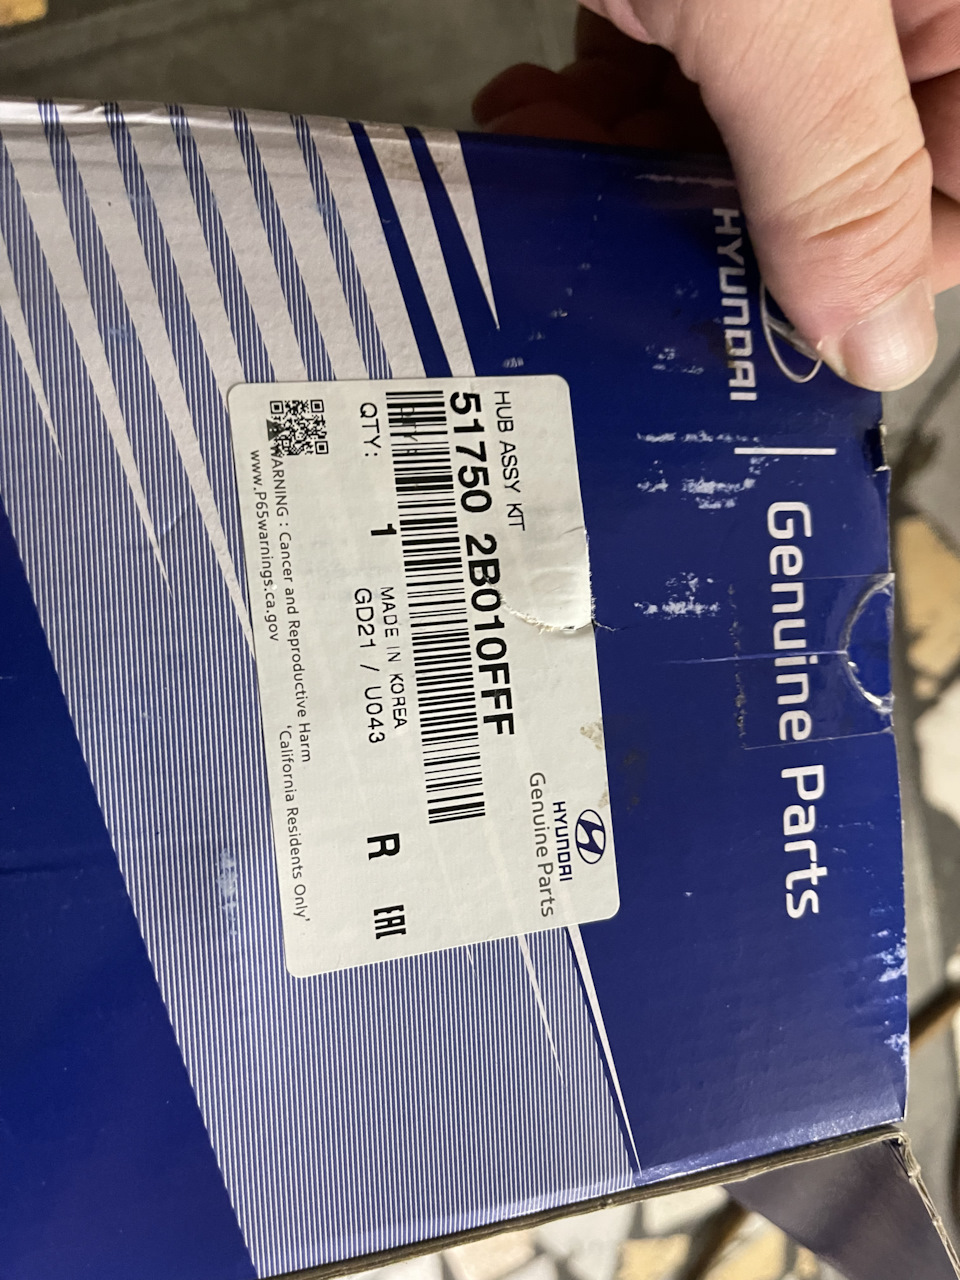 HYUNDAI | Genuine Parts
HYUNDAI
Genuine Parts
HUB ASSY KIT
51750 2B010FFF
QTY: 1 MADE IN KOREA
GD21 / U043
R EAC
WARNING : Cancer and Reproductive Harm
www.P65warnings.ca.gov 'California Residents Only'